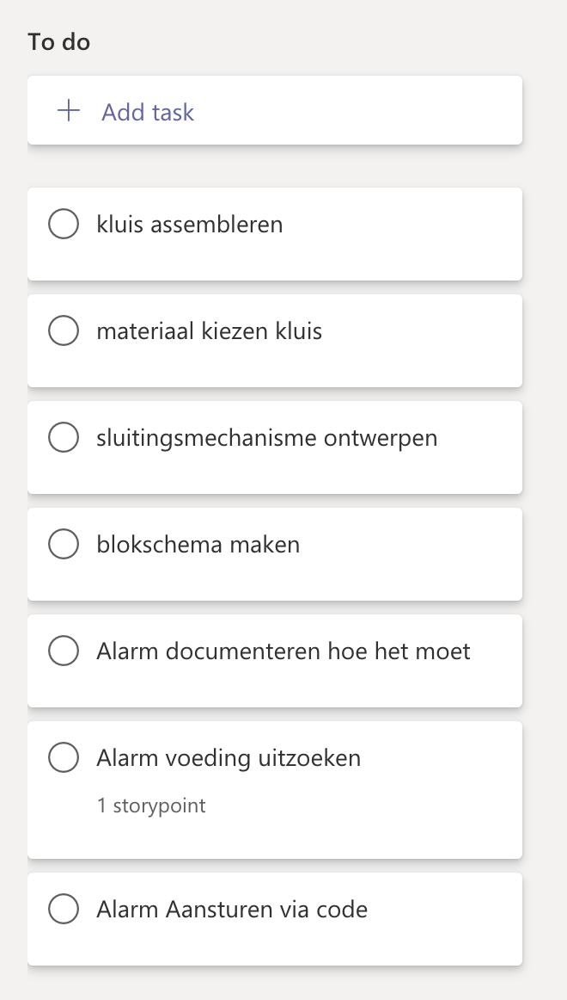 To do
Add task
kluis assembleren
materiaal kiezen kluis
sluitingsmechanisme ontwerpen
blokschema maken
Alarm documenteren hoe het moet
Alarm voeding uitzoeken
1 storypoint
Alarm Aansturen via code